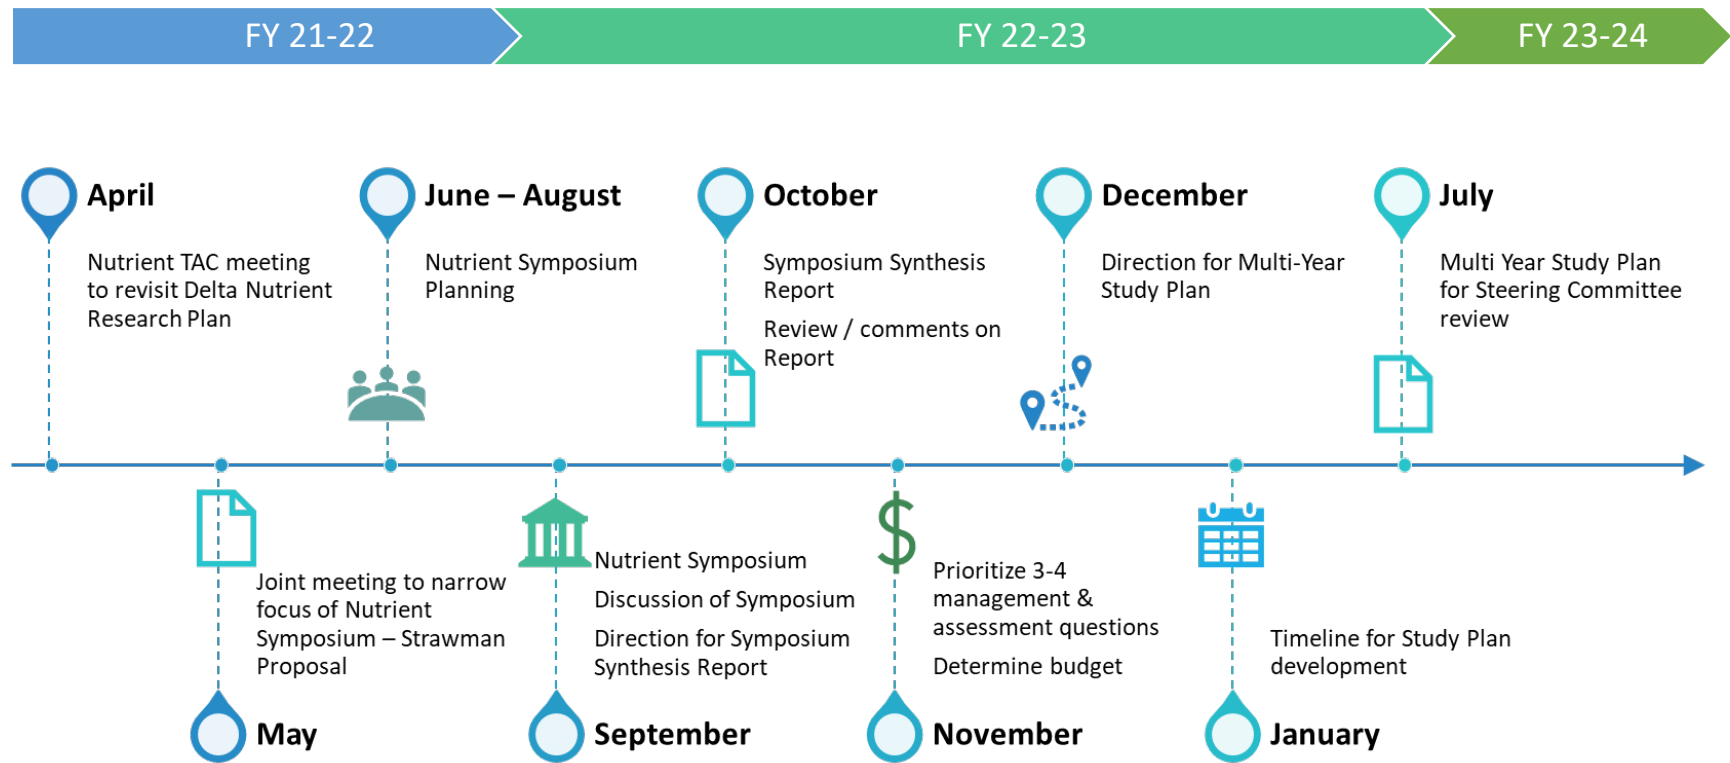 FY 21-22
FY 22-23
FY 23-24
April
Nutrient TAC meeting
to revisit Delta Nutrient
Research Plan
June – August
Nutrient Symposium
Planning
October
Symposium Synthesis
Report
Review / comments on
Report
December
Direction for Multi-Year
Study Plan
July
Multi Year Study Plan
for Steering Committee
review
Joint meeting to narrow
focus of Nutrient
Symposium – Strawman
Proposal
May
Nutrient Symposium
Discussion of Symposium
Direction for Symposium
Synthesis Report
September
$
Prioritize 3-4
management &
assessment questions
Determine budget
November
Timeline for Study Plan
development
January